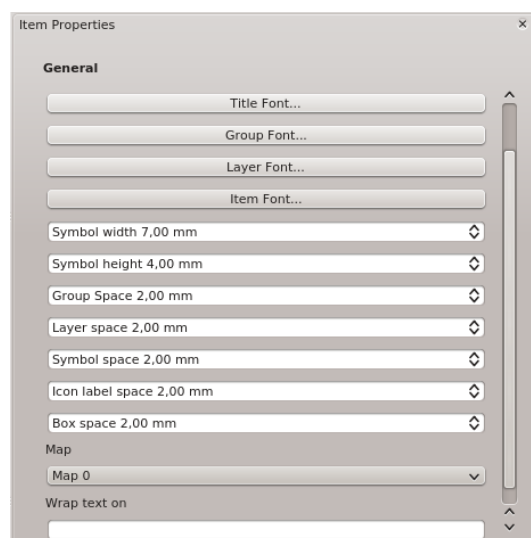 Item Properties
General
Title Font...
Group Font...
Layer Font...
Item Font...
Symbol width 7,00 mm
Symbol height 4,00 mm
Group Space 2,00 mm
Layer space 2,00 mm
Symbol space 2,00 mm
Icon label space 2,00 mm
Box space 2,00 mm
Map
Map 0
Wrap text on